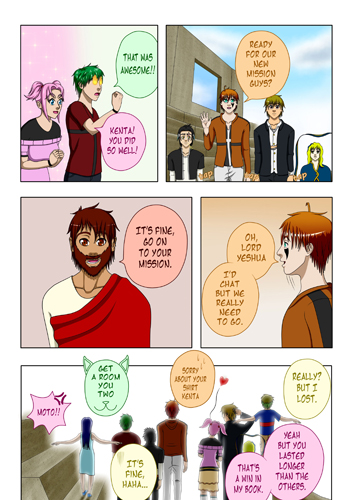 THAT WAS
AWESOME!!
KENTA!
YOU DID
SO WELL!
READY FOR
OUR NEW
MISSION
GUYS?
IT'S FINE,
GO ON
TO YOUR
MISSION.
OH,
LORD
YESHUA
I'D
CHAT BUT WE
REALLY
NEED
TO GO.
MOTO!!
GET
A ROOM
YOU
TWO
SORRY
ABOUT YOUR
SHIRT
KENTA
REALLY?
BUT I
LOST.
IT'S
FINE,
HAHA...
YEAH BUT
YOU LASTED
LONGER
THAN THE
OTHERS.
THAT'S
A WIN IN
MY BOOK.